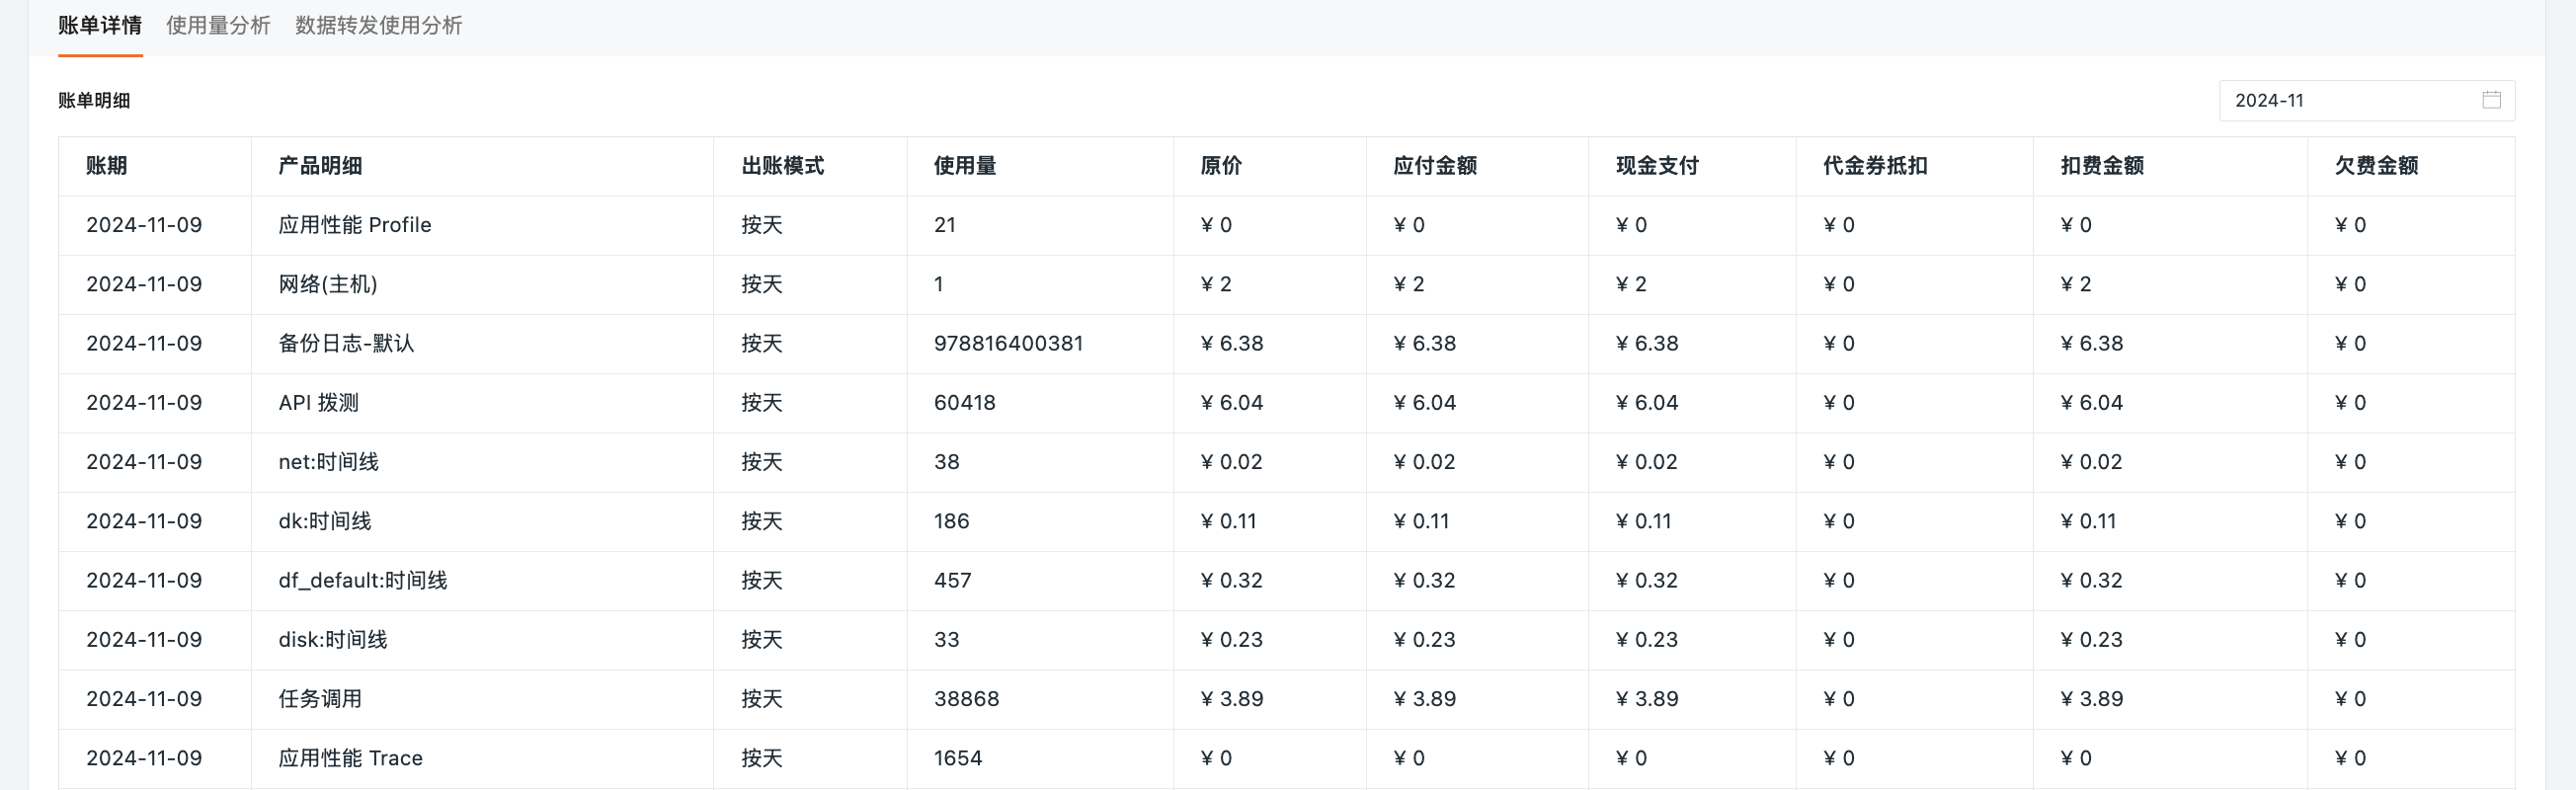 账单详情 使用量分析 数据转发使用分析
账单明细 2024-11
账期 产品明细 出账模式 使用量 原价 应付金额 现金支付 代金券抵扣 扣费金额 欠费金额
2024-11-09 应用性能 Profile 按天 21 ¥ 0 ¥ 0 ¥ 0 ¥ 0 ¥ 0 ¥ 0
2024-11-09 网络(主机) 按天 1 ¥ 2 ¥ 2 ¥ 2 ¥ 0 ¥ 2 ¥ 0
2024-11-09 备份日志-默认 按天 978816400381 ¥ 6.38 ¥ 6.38 ¥ 6.38 ¥ 0 ¥ 6.38 ¥ 0
2024-11-09 API 拨测 按天 60418 ¥ 6.04 ¥ 6.04 ¥ 6.04 ¥ 0 ¥ 6.04 ¥ 0
2024-11-09 net:时间线 按天 38 ¥ 0.02 ¥ 0.02 ¥ 0.02 ¥ 0 ¥ 0.02 ¥ 0
2024-11-09 dk:时间线 按天 186 ¥ 0.11 ¥ 0.11 ¥ 0.11 ¥ 0 ¥ 0.11 ¥ 0
2024-11-09 df_default:时间线 按天 457 ¥ 0.32 ¥ 0.32 ¥ 0.32 ¥ 0 ¥ 0.32 ¥ 0
2024-11-09 disk:时间线 按天 33 ¥ 0.23 ¥ 0.23 ¥ 0.23 ¥ 0 ¥ 0.23 ¥ 0
2024-11-09 任务调用 按天 38868 ¥ 3.89 ¥ 3.89 ¥ 3.89 ¥ 0 ¥ 3.89 ¥ 0
2024-11-09 应用性能 Trace 按天 1654 ¥ 0 ¥ 0 ¥ 0 ¥ 0 ¥ 0 ¥ 0